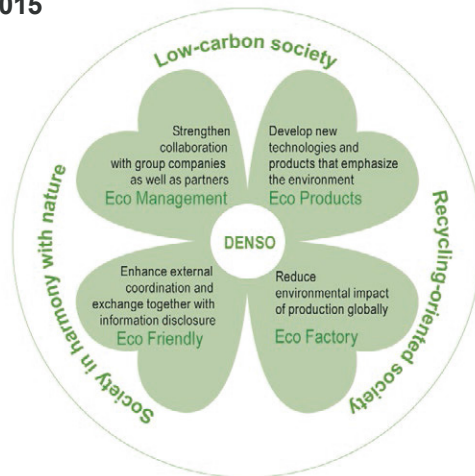 015
Low-carbon society
Strengthen
collaboration
with group companies
as well as partners
Eco Management
Develop new
technologies and
products that emphasize
the environment
Eco Products
DENSO
Enhance external
coordination and
exchange together with
information disclosure
Eco Friendly
Reduce
environmental impact
of production globally
Eco Factory
Society in harmony with nature
Recycling-oriented society